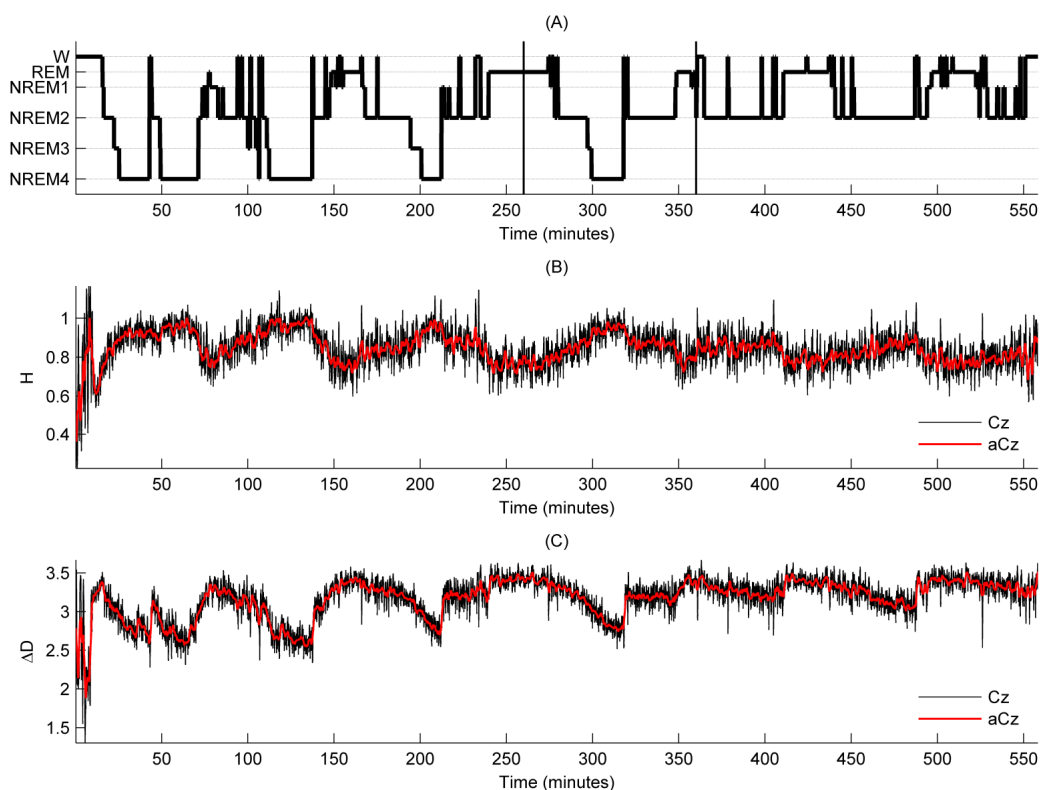 (A)
W
REM
NREM1
NREM2
NREM3
NREM4
50 100 150 200 250 300 350 400 450 500 550
Time (minutes)
(B)
1
0.8
0.6
0.4
H
Cz
aCz
50 100 150 200 250 300 350 400 450 500 550
Time (minutes)
(C)
3.5
3
2.5
2
1.5
ΔD
Cz
aCz
50 100 150 200 250 300 350 400 450 500 550
Time (minutes)